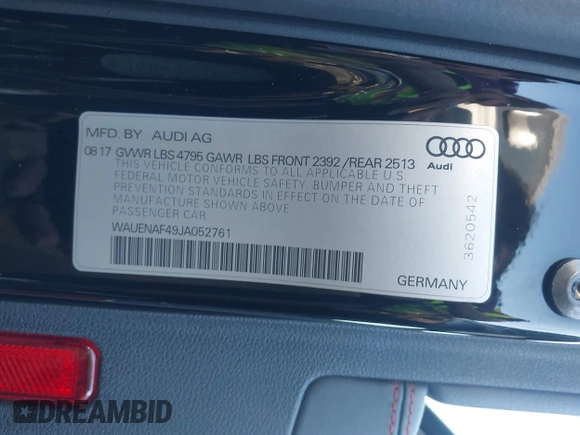 MFD. BY AUDI AG
08 17 GVWR LBS 4795 GAWR LBS FRONT 2392 /REAR 2513
THIS VEHICLE CONFORMS TO ALL APPLICABLE U.S
FEDERAL MOTOR VEHICLE SAFETY, BUMPER AND THEFT
PREVENTION STANDARDS IN EFFECT ON THE DATE OF
MANUFACTURE SHOWN ABOVE
PASSENGER CAR
WAUENAF49JA052761
Audi
3620542
GERMANY
DREAMBID